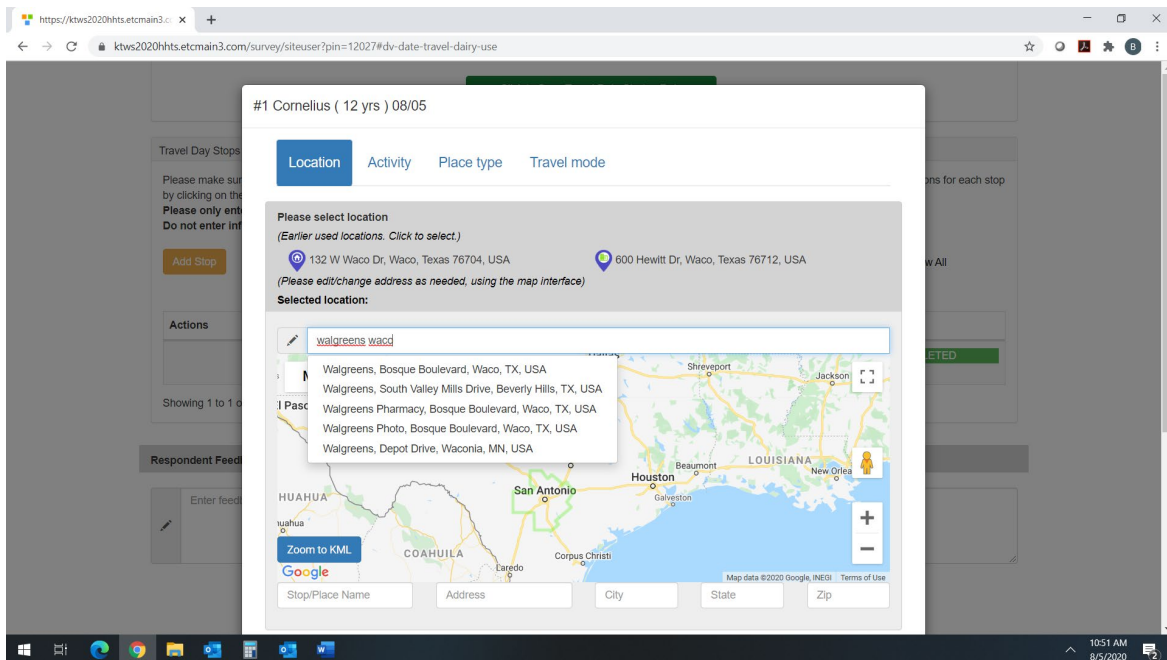 https://ktws2020hhts.etcmain3.c
ktws2020hhts.etcmain3.com/survey/siteuser?pin=12027#dv-date-travel-dairy-use
B
#1 Cornelius ( 12 yrs ) 08/05
Travel Day Stops
Location Activity Place type Travel mode
Please make sur
ons for each stop
by clicking on the
Please only ent
Do not enter inf
Please select location
(Earlier used locations. Click to select.)
Add Stop
132 W Waco Dr, Waco, Texas 76704, USA
600 Hewitt Dr, Waco, Texas 76712, USA
w All
(Please edit/change address as needed, using the map interface)
Selected location:
Actions
walgreens waco
ETED
Walgreens, Bosque Boulevard, Waco, TX, USA
Walgreens, South Valley Mills Drive, Beverly Hills, TX, USA
Walgreens Pharmacy, Bosque Boulevard, Waco, TX, USA
Walgreens Photo, Bosque Boulevard, Waco, TX, USA
Walgreens, Depot Drive, Waconia, MN, USA
Shreveport
Jackson
l Paso
Showing 1 to 1 o
Respondent Feed
Beaumont
LOUISIANA
New Orlea
Houston
San Antonio
Galveston
Enter feed
HUAHUA
uahua
Zoom to KML
COAHUILA
Corpus Christi
Laredo
Google
Map data ©2020 Google, INEGI Terms of Use
Stop/Place Name Address City State Zip
10:51 AM
8/5/2020
2